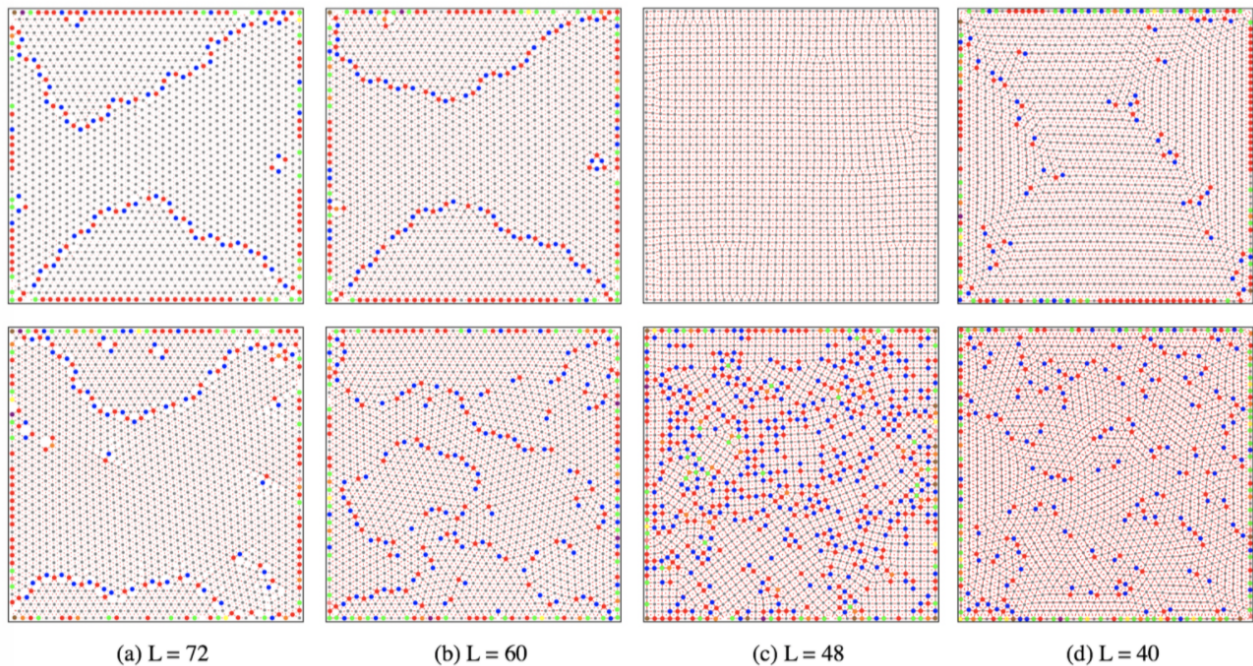 (a) L = 72
(b) L = 60
(c) L = 48
(d) L = 40